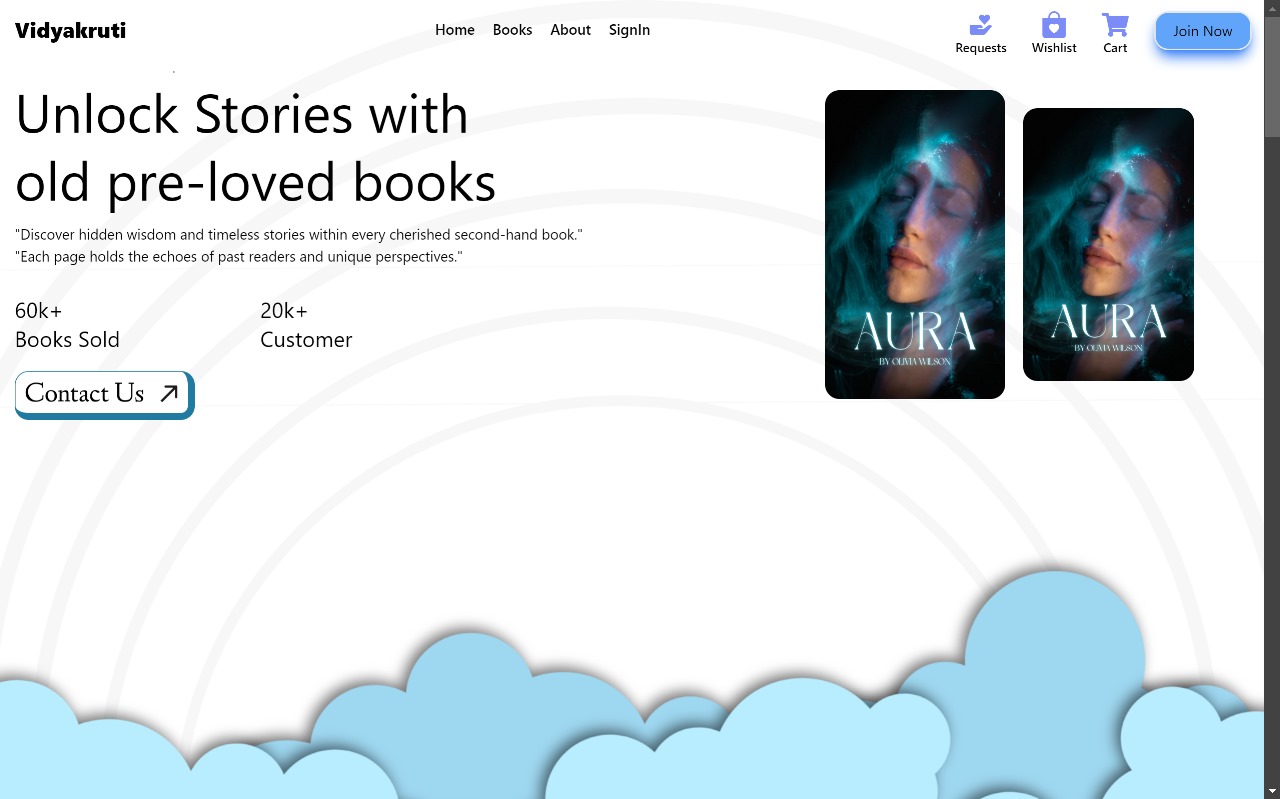 Vidyakruti
Home Books About SignIn
Requests Wishlist Cart Join Now
Unlock Stories with
old pre-loved books
"Discover hidden wisdom and timeless stories within every cherished second-hand book."
"Each page holds the echoes of past readers and unique perspectives."
60k+ 20k+
Books Sold Customer
Contact Us
AURA
BY OLIVIA WILSON
AURA
BY OLIVIA WILSON